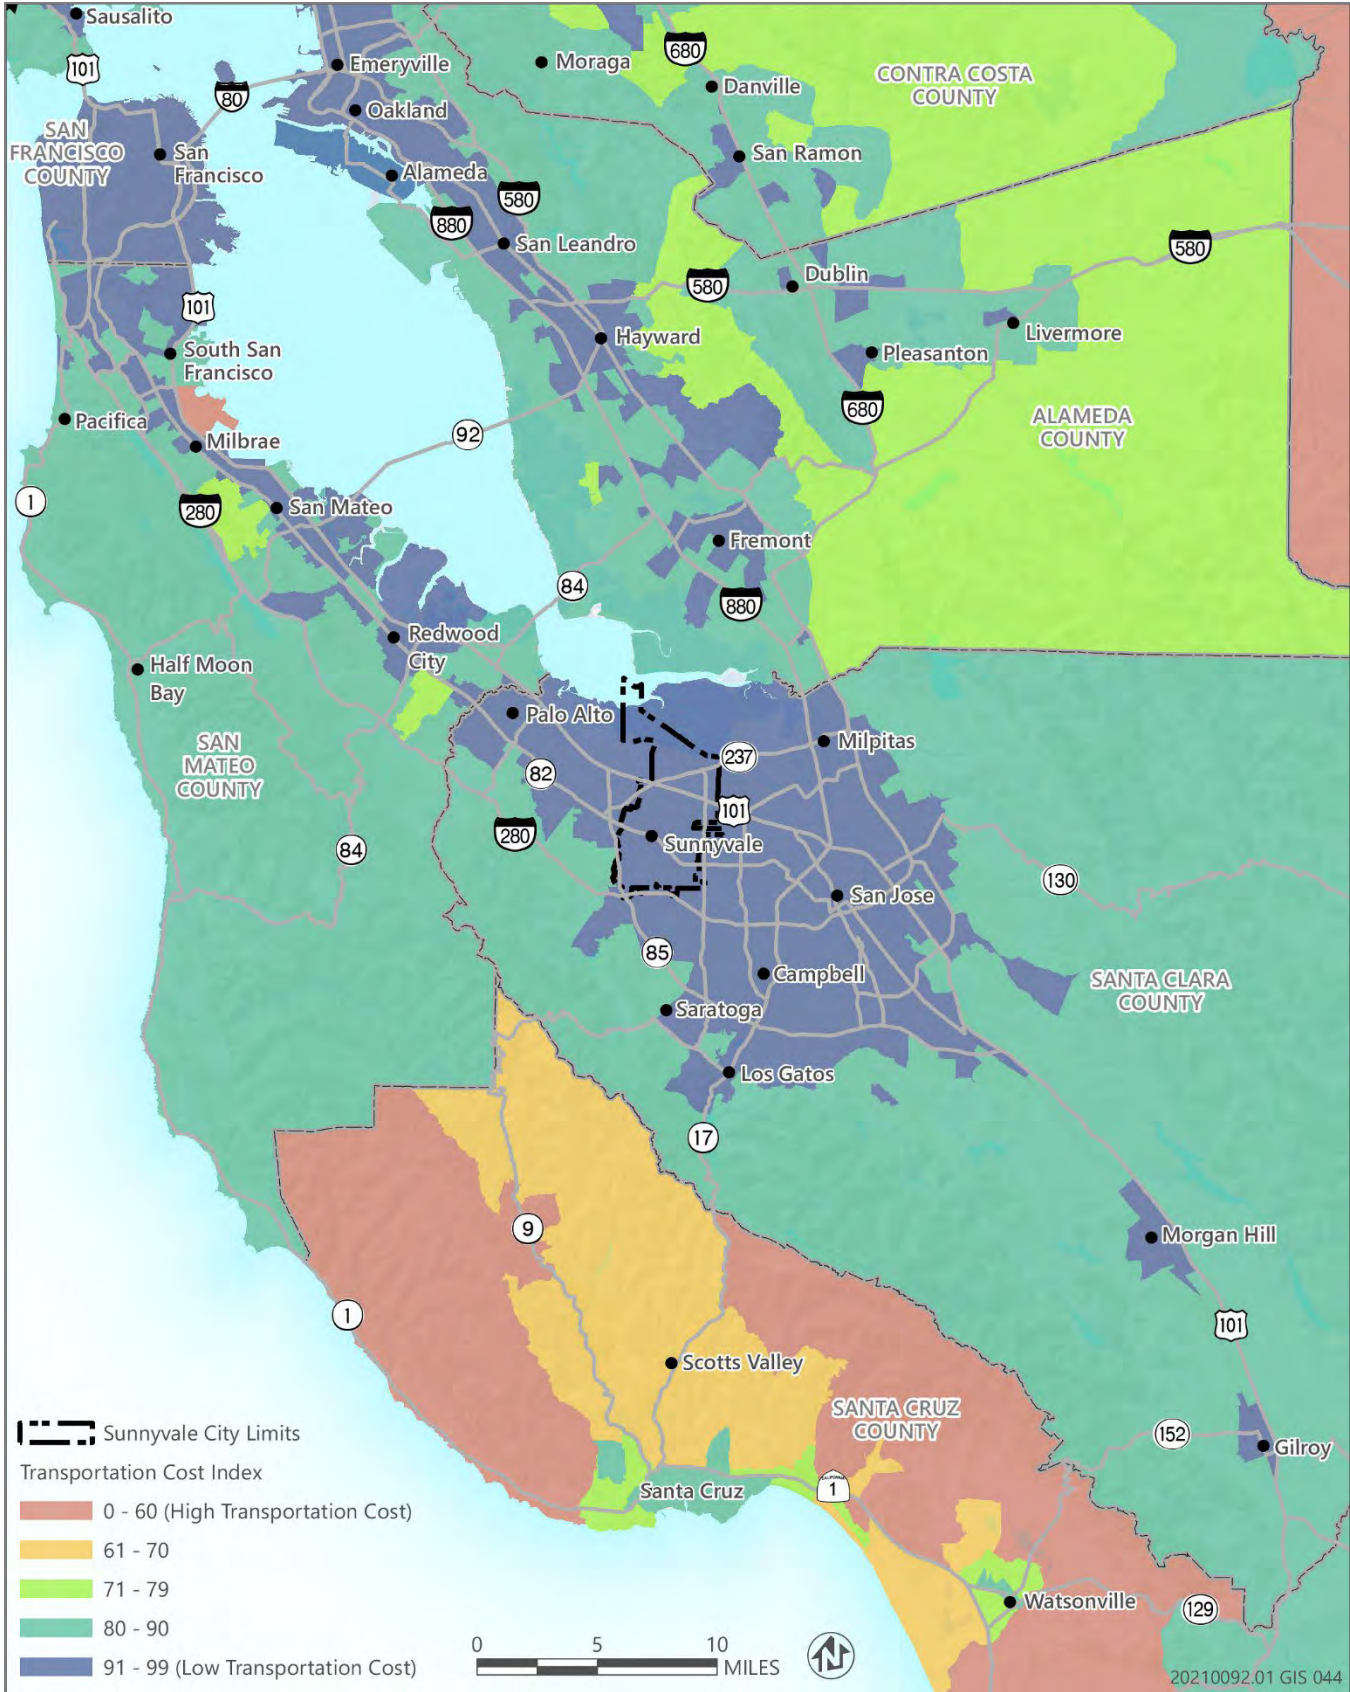 Sausalito
101
Emeryville
80
Oakland
Moraga
680
Danville
CONTRA COSTA
COUNTY
SAN
FRANCISCO
COUNTY
San
Francisco
Alameda
San Ramon
580
880
San Leandro
580
Dublin
580
101
Hayward
Livermore
South San
Francisco
Pleasanton
Pacifica
Milbrae
92
680
ALAMEDA
COUNTY
1
280
San Mateo
Fremont
84
880
Redwood
City
Half Moon
Bay
Palo Alto
SAN
MATEO
COUNTY
Milpitas
237
82
101
280
Sunnyvale
84
130
San Jose
85
Campbell
SANTA CLARA
COUNTY
Saratoga
Los Gatos
17
9
Morgan Hill
1
101
Scotts Valley
SANTA CRUZ
COUNTY
152
Gilroy
Santa Cruz
CALIFORNIA
1
Watsonville
129
Sunnyvale City Limits
Transportation Cost Index
0 - 60 (High Transportation Cost)
61 - 70
71 - 79
80 - 90
91 - 99 (Low Transportation Cost)
0 5 10
MILES
N
20210092.01 GIS 044